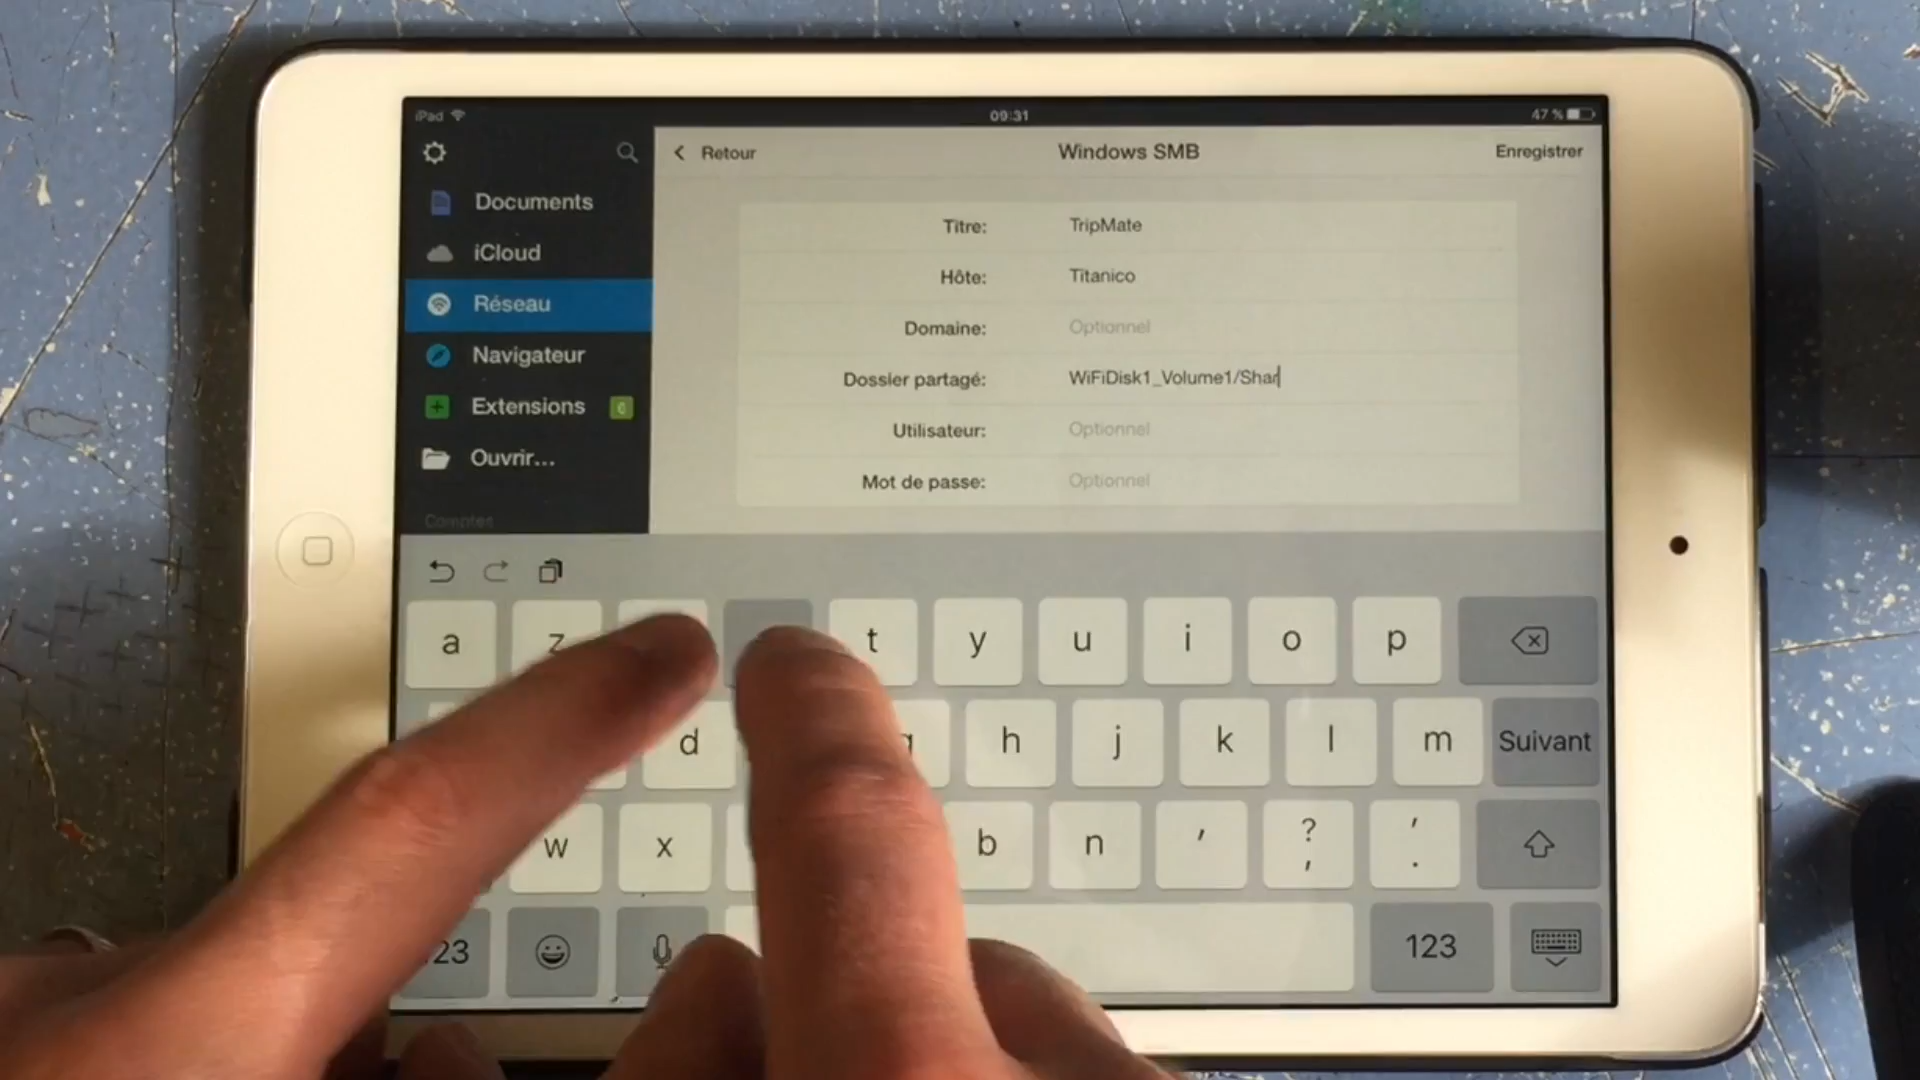 iPad 09:31 47 %
Retour Windows SMB Enregistrer
Documents
iCloud
Réseau
Navigateur
Extensions
Ouvrir...
Comptes
Titre: TripMate
Hôte: Titanico
Domaine: Optionnel
Dossier partagé: WiFiDisk1_Volume1/Shar
Utilisateur: Optionnel
Mot de passe: Optionnel
a z t y u i o p
d h j k l m Suivant
w x b n ' ? , ' .
123